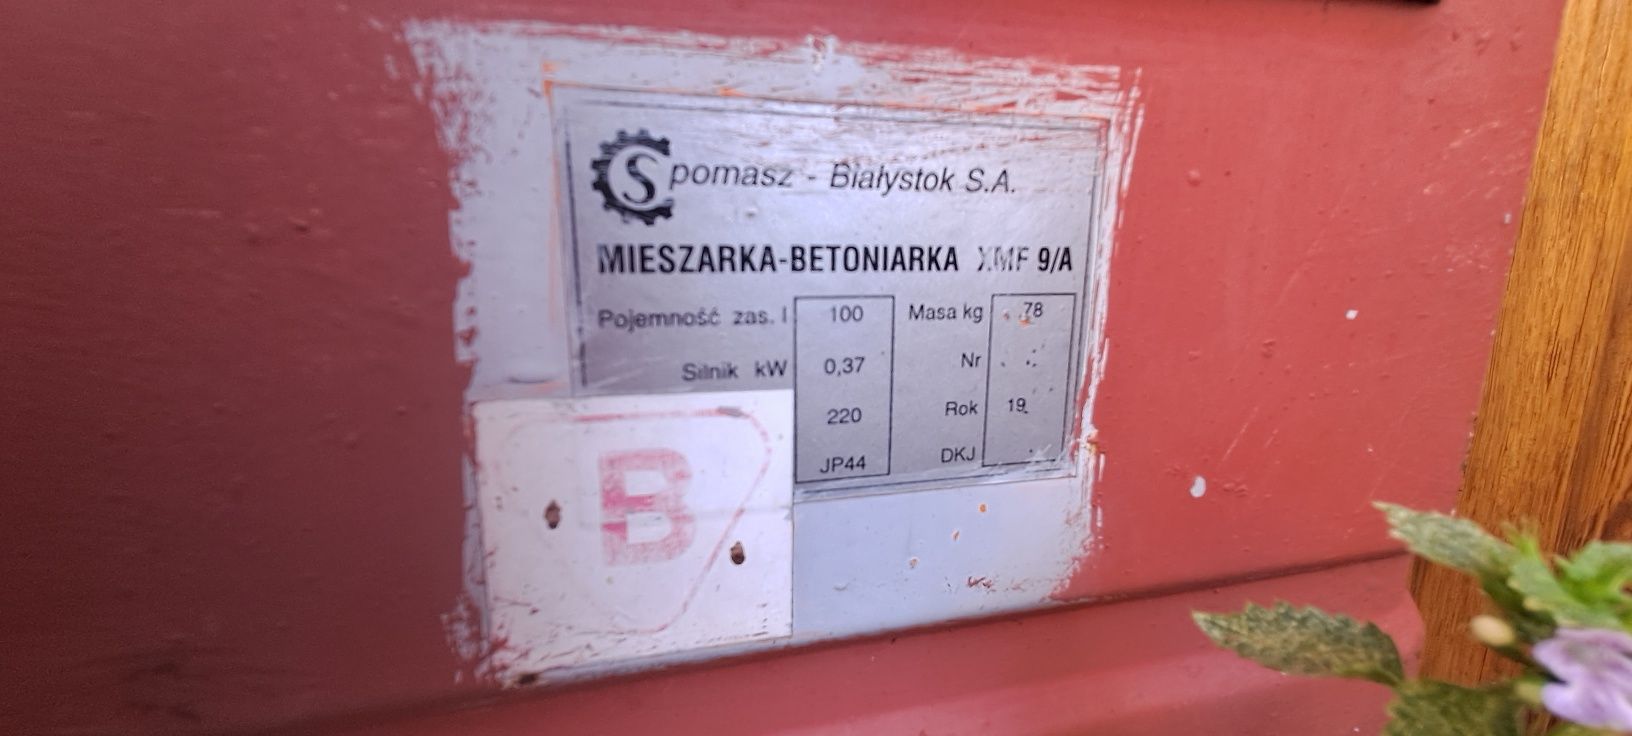 Spomasz - Białystok S.A.
MIESZARKA-BETONIARKA XMF 9/A
Pojemność zas. l 100 Masa kg 78
Silnik kW 0,37 Nr
220 Rok 19
JP44 DKJ
B